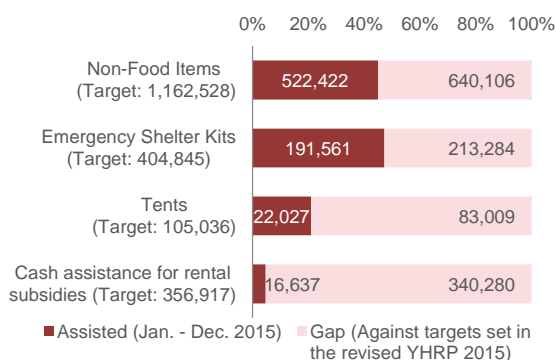 0% 20% 40% 60% 80% 100%
Non-Food Items
(Target: 1,162,528)
522,422 640,106
Emergency Shelter Kits
(Target: 404,845)
191,561 213,284
Tents
(Target: 105,036)
22,027 83,009
Cash assistance for rental
subsidies (Target: 356,917)
16,637 340,280
Assisted (Jan. - Dec. 2015)
Gap (Against targets set in
the revised YHRP 2015)